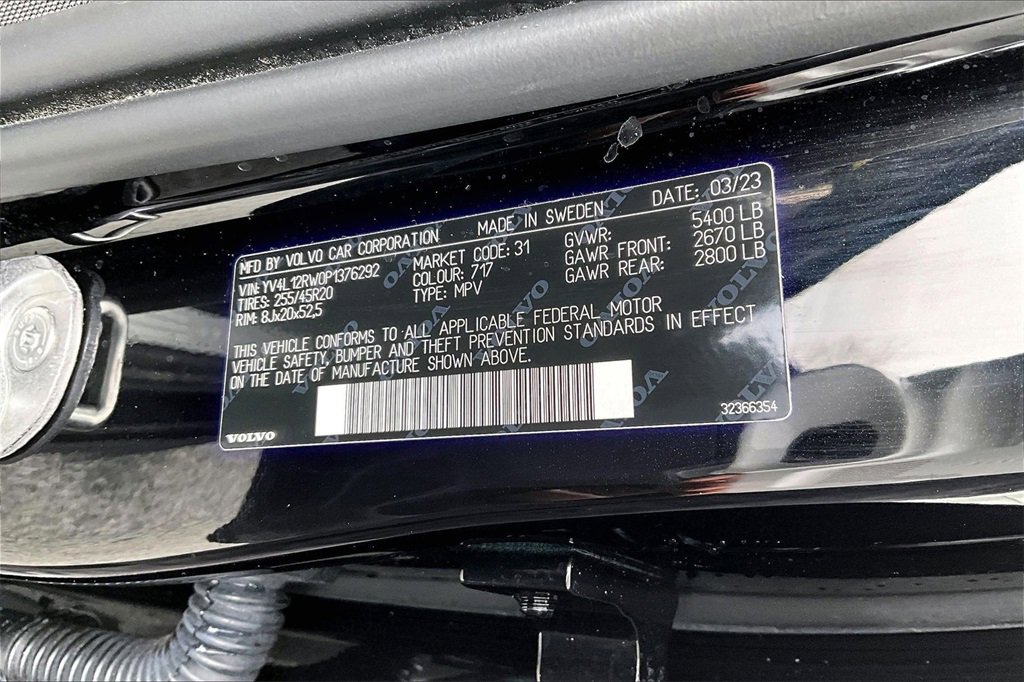 MFD BY VOLVO CAR CORPORATION MADE IN SWEDEN DATE: 03/23
VIN: YV4L12RW0P1376292 MARKET CODE: 31 GVWR: 5400 LB
TIRES: 255/45R20 COLOUR: 717 GAWR FRONT: 2670 LB
RIM: 8Jx20x52,5 TYPE: MPV GAWR REAR: 2800 LB
THIS VEHICLE CONFORMS TO ALL APPLICABLE FEDERAL MOTOR
VEHICLE SAFETY, BUMPER AND THEFT PREVENTION STANDARDS IN EFFECT
ON THE DATE OF MANUFACTURE SHOWN ABOVE.
VOLVO 32366354